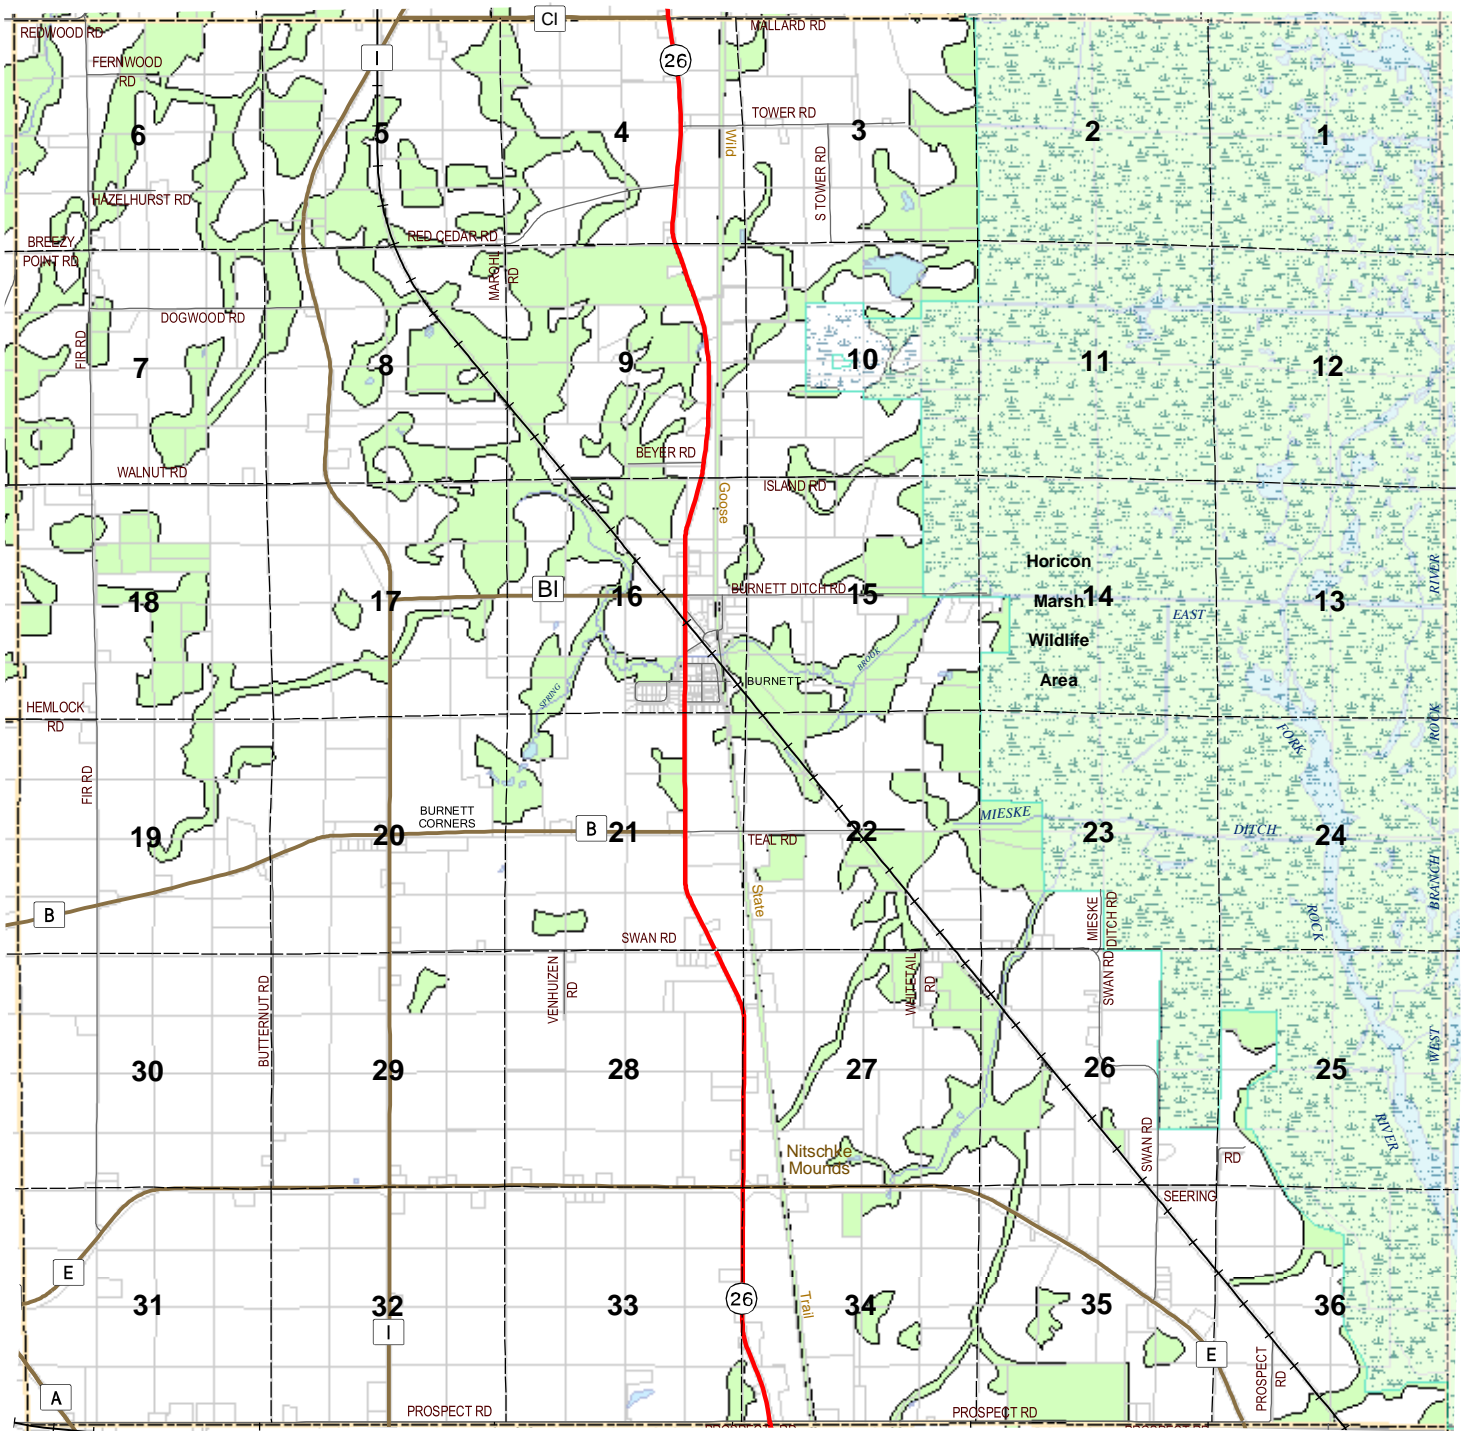 CI
REDWOOD RD
MALLARD RD
I
26
FERNWOOD
RD
TOWER RD
6
5
4
Wild
3
2
1
S TOWER RD
HAZELHURST RD
BREEZY
POINT RD
RED CEDAR RD
MAROHL
RD
DOGWOOD RD
FIR RD
7
8
9
10
11
12
BEYER RD
WALNUT RD
ISLAND RD
Goose
Horicon
Marsh
Wildlife
Area
BI
BURNETT DITCH RD
18
17
16
15
14
13
EAST
RIVER
BROOK
SPRING
BURNETT
HEMLOCK
RD
FORK
ROCK
FIR RD
BURNETT
CORNERS
B
MIESKE
DITCH
19
20
21
TEAL RD
22
23
24
B
State
MIESKE
DITCH RD
ROCK
BRANCH
SWAN RD
BUTTERNUT RD
VENHUIZEN
RD
WHITETAIL
RD
SWAN RD
WEST
30
29
28
27
26
25
RIVER
SWAN RD
Nitschke
Mounds
RD
SEERING
E
31
32
33
26
Trail
34
35
36
I
E
PROSPECT
RD
A
PROSPECT RD
PROSPECT RD